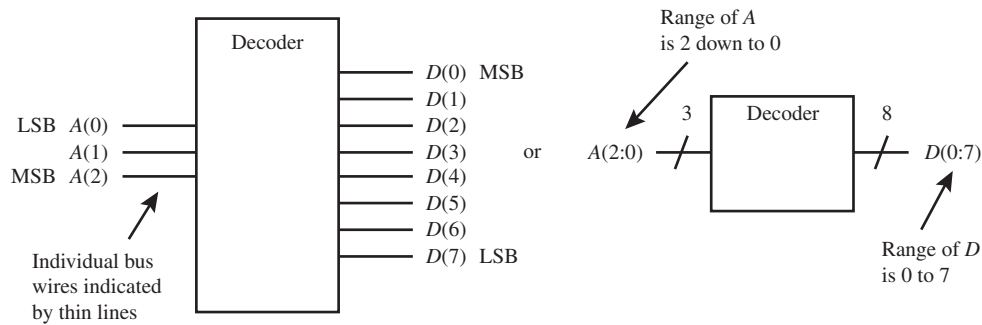 Decoder
D(0) MSB
D(1)
LSB A(0)
D(2)
A(1)
D(3)
MSB A(2)
D(4)
D(5)
D(6)
D(7) LSB
Individual bus
wires indicated
by thin lines
or
Range of A
is 2 down to 0
3
Decoder
8
A(2:0)
D(0:7)
Range of D
is 0 to 7